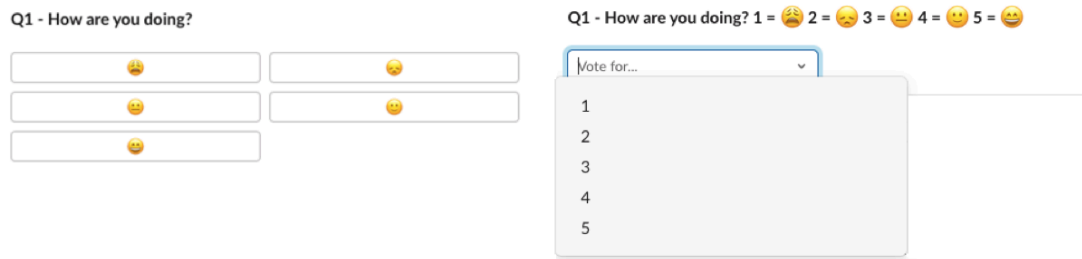 Q1 - How are you doing?
😩 😞
😐 🙂
😄
Q1 - How are you doing? 1 = 😩 2 = 😞 3 = 😐 4 = 🙂 5 = 😄
Vote for...
1
2
3
4
5